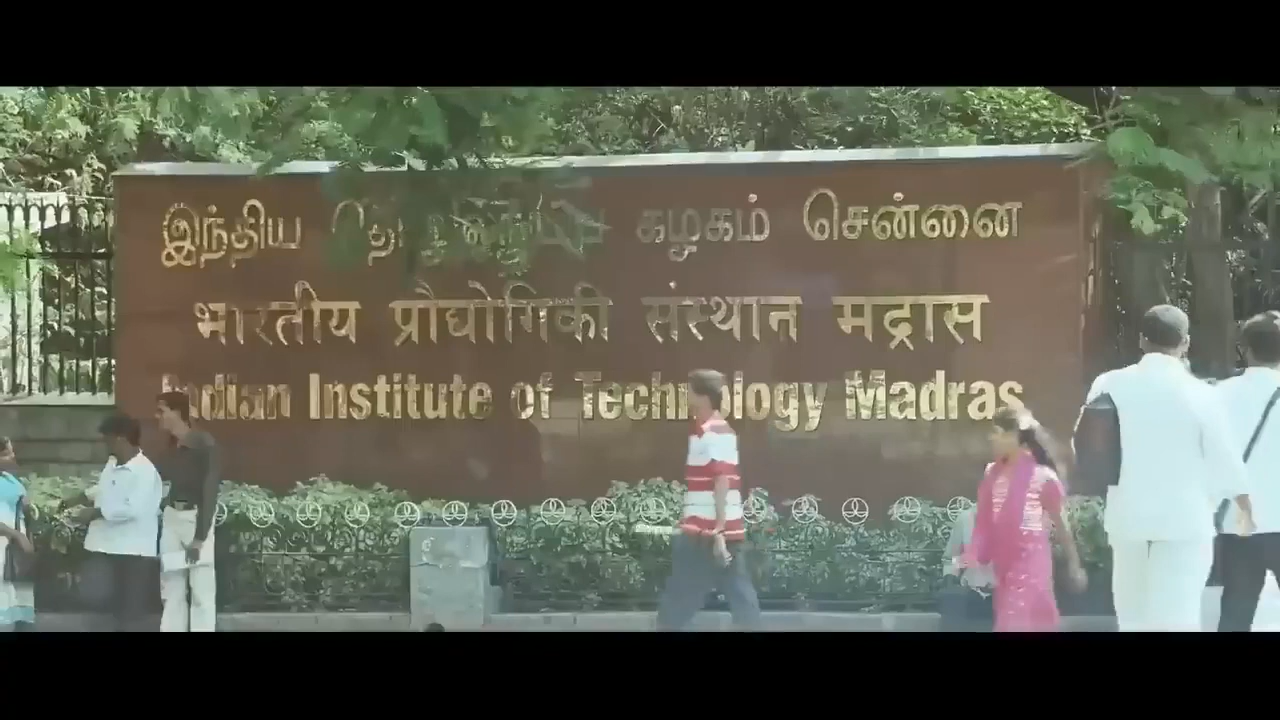 இந்திய கழகம் சென்னை
भारतीय प्रौद्योगिकी संस्थान मद्रास
Indian Institute of Technology Madras